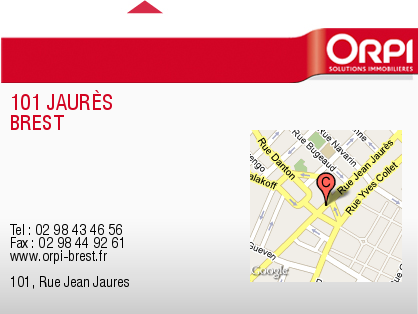 ORPI
SOLUTIONS IMMOBILIÈRES
101 JAURÈS
BREST
Tel : 02 98 43 46 56
Fax : 02 98 44 92 61
www.orpi-brest.fr
101, Rue Jean Jaures
Rue Navarin
Rue Bugeaud
Rue Danton
Rue Jean Jaurès
Rue Yves Collet
alakoff
C
Gueven
Google